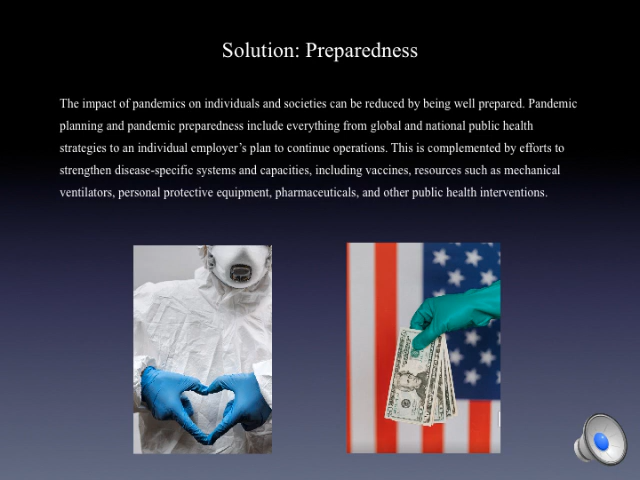 Solution: Preparedness
The impact of pandemics on individuals and societies can be reduced by being well prepared. Pandemic
planning and pandemic preparedness include everything from global and national public health
strategies to an individual employer’s plan to continue operations. This is complemented by efforts to
strengthen disease-specific systems and capacities, including vaccines, resources such as mechanical
ventilators, personal protective equipment, pharmaceuticals, and other public health interventions.